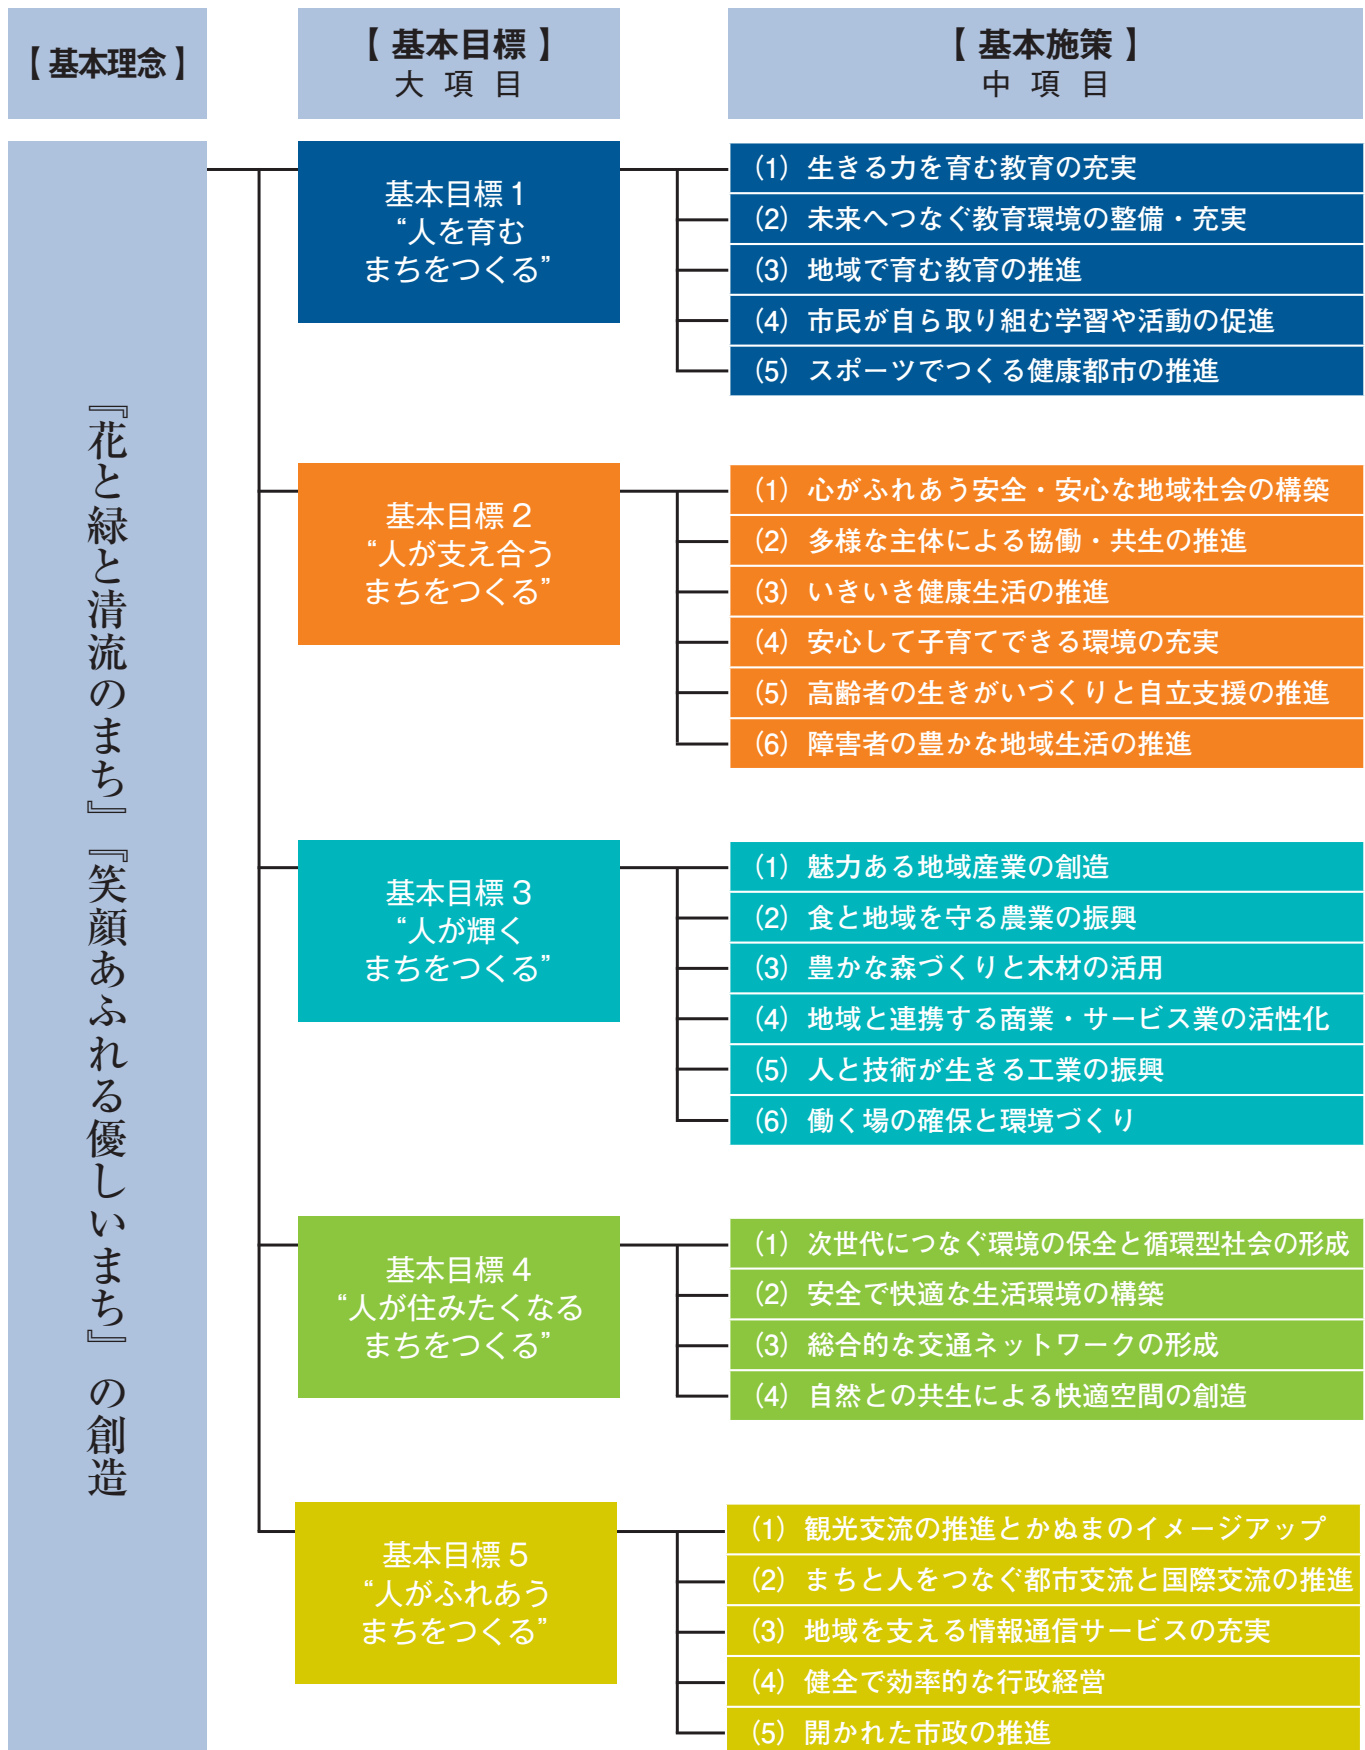 【 基本理念 】
【 基本目標 】
大 項 目
【 基本施策 】
中 項 目
『花と緑と清流のまち』『笑顔あふれる優しいまち』の創造
基本目標 1
“人を育む
まちをつくる”
(1) 生きる力を育む教育の充実
(2) 未来へつなぐ教育環境の整備・充実
(3) 地域で育む教育の推進
(4) 市民が自ら取り組む学習や活動の促進
(5) スポーツでつくる健康都市の推進
基本目標 2
“人が支え合う
まちをつくる”
(1) 心がふれあう安全・安心な地域社会の構築
(2) 多様な主体による協働・共生の推進
(3) いきいき健康生活の推進
(4) 安心して子育てできる環境の充実
(5) 高齢者の生きがいづくりと自立支援の推進
(6) 障害者の豊かな地域生活の推進
基本目標 3
“人が輝く
まちをつくる”
(1) 魅力ある地域産業の創造
(2) 食と地域を守る農業の振興
(3) 豊かな森づくりと木材の活用
(4) 地域と連携する商業・サービス業の活性化
(5) 人と技術が生きる工業の振興
(6) 働く場の確保と環境づくり
基本目標 4
“人が住みたくなる
まちをつくる”
(1) 次世代につなぐ環境の保全と循環型社会の形成
(2) 安全で快適な生活環境の構築
(3) 総合的な交通ネットワークの形成
(4) 自然との共生による快適空間の創造
基本目標 5
“人がふれあう
まちをつくる”
(1) 観光交流の推進とかぬまのイメージアップ
(2) まちと人をつなぐ都市交流と国際交流の推進
(3) 地域を支える情報通信サービスの充実
(4) 健全で効率的な行政経営
(5) 開かれた市政の推進